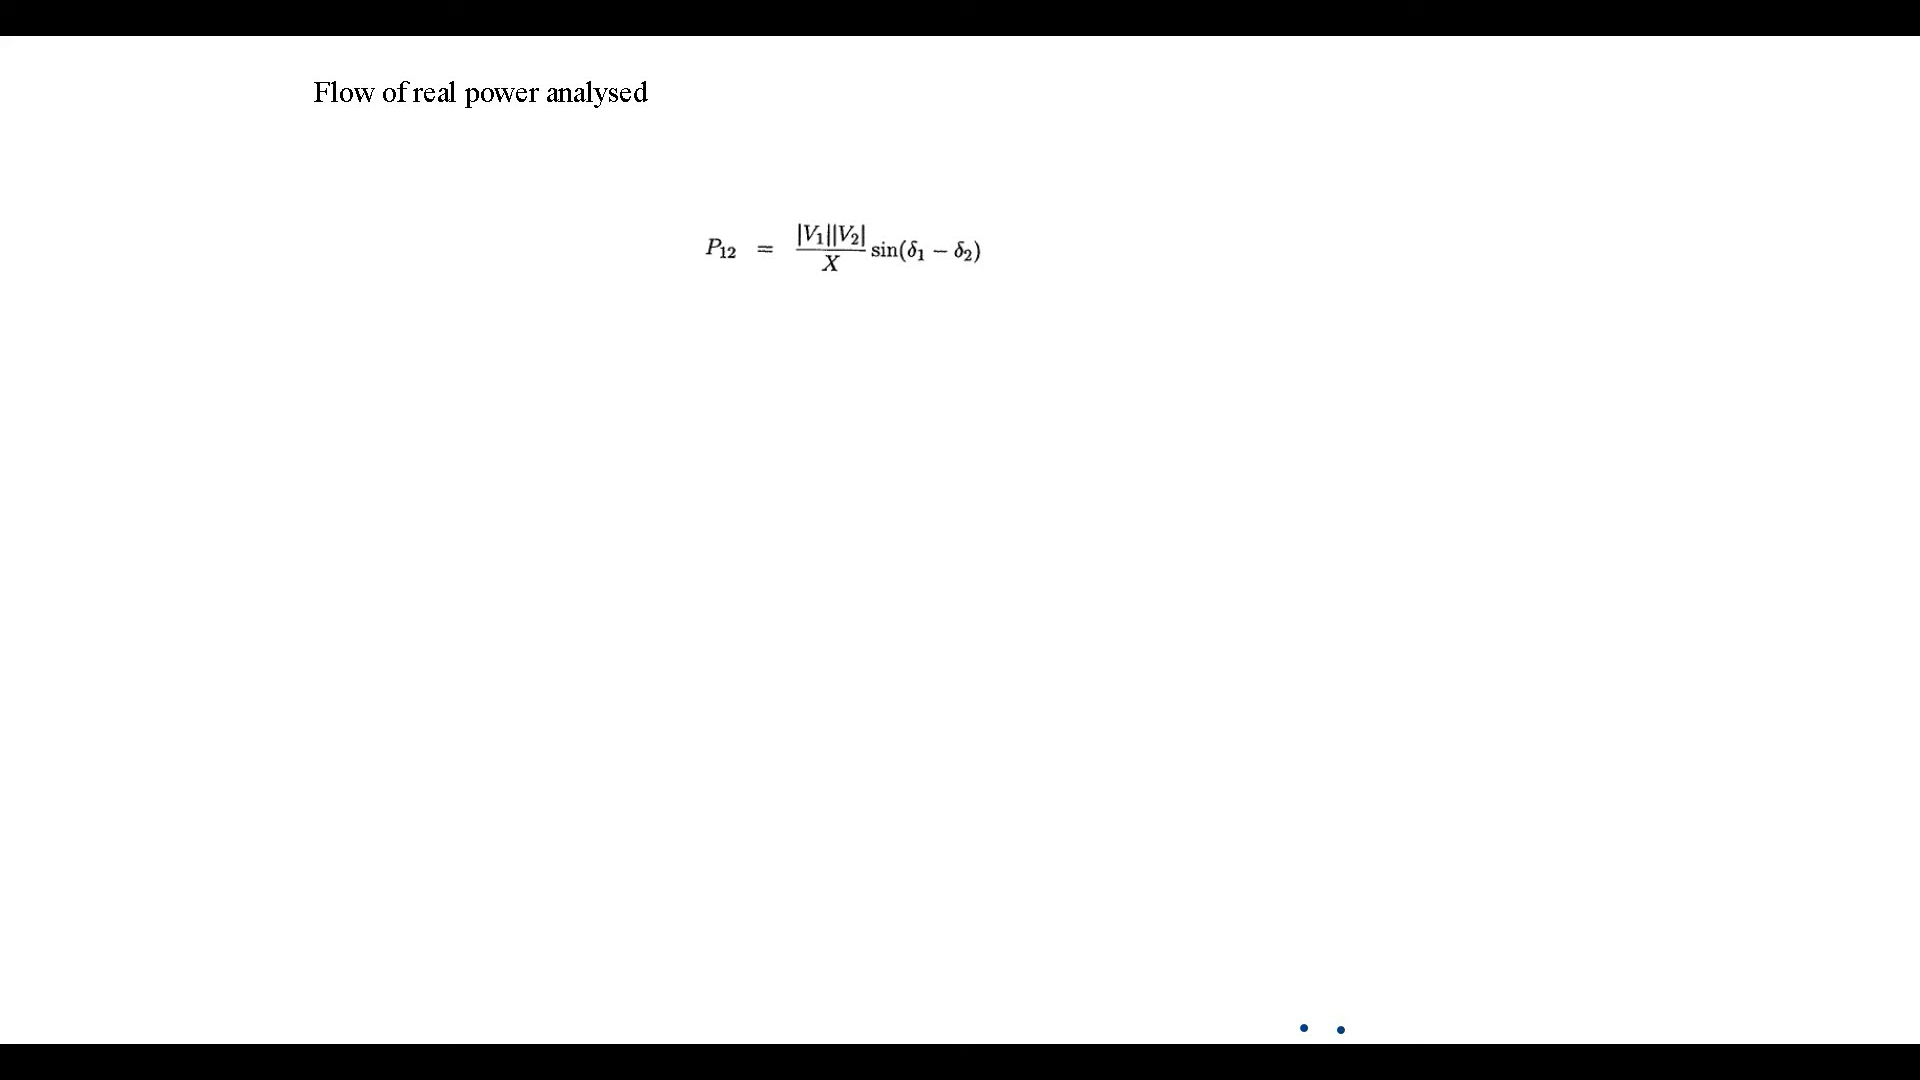 Flow of real power analysed
P₁₂ = |V₁||V₂| / X sin(δ₁ − δ₂)